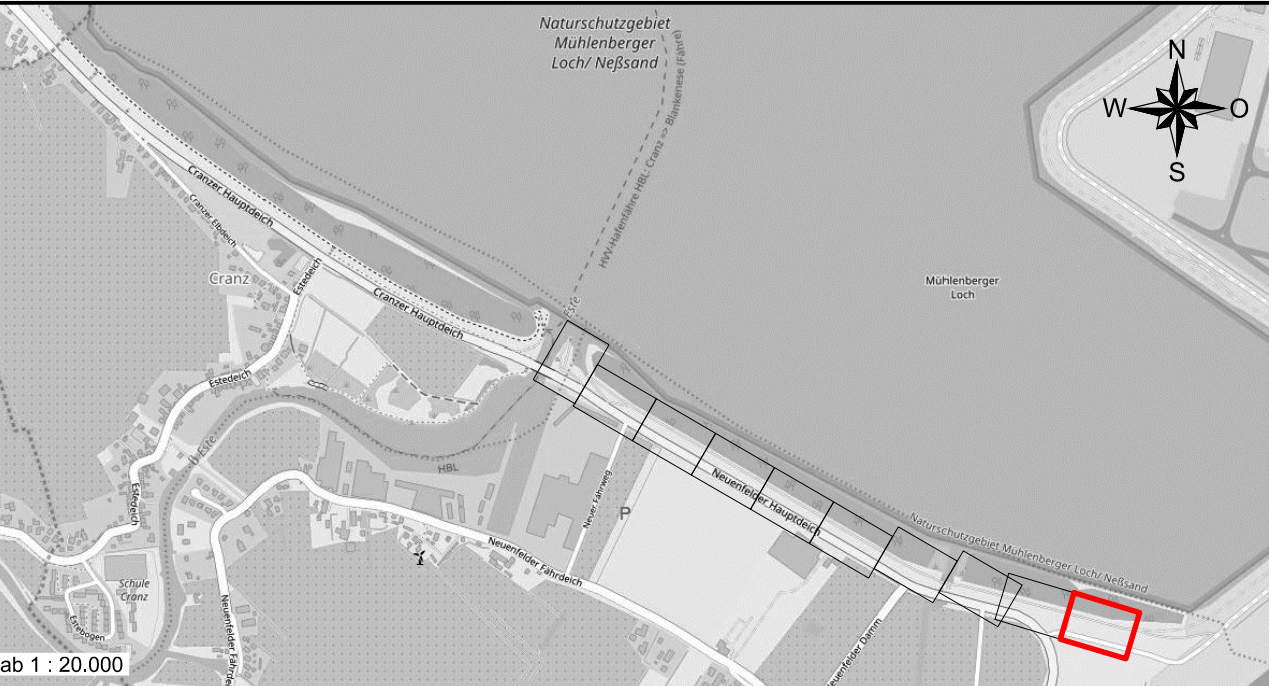 Naturschutzgebiet
Mühlenberger
Loch/ Neßsand
N
W
O
S
HVV-Hafenfähre HBL: Cranz => Blankenese (Fähre)
Cranzer Hauptdeich
Cranzer Elbdeich
Cranz
Estedeich
Mühlenberger
Loch
Cranzer Hauptdeich
Este
Estedeich
Este
HBL
Estedeich
Neuer Fährweg
P
Neuenfelder Hauptdeich
Naturschutzgebiet Mühlenberger Loch/ Neßsand
Neuenfelder Fährdeich
Schule
Cranz
Estebogen
Neuenfelder Fährdei
euenfelder Damm
ab 1 : 20.000